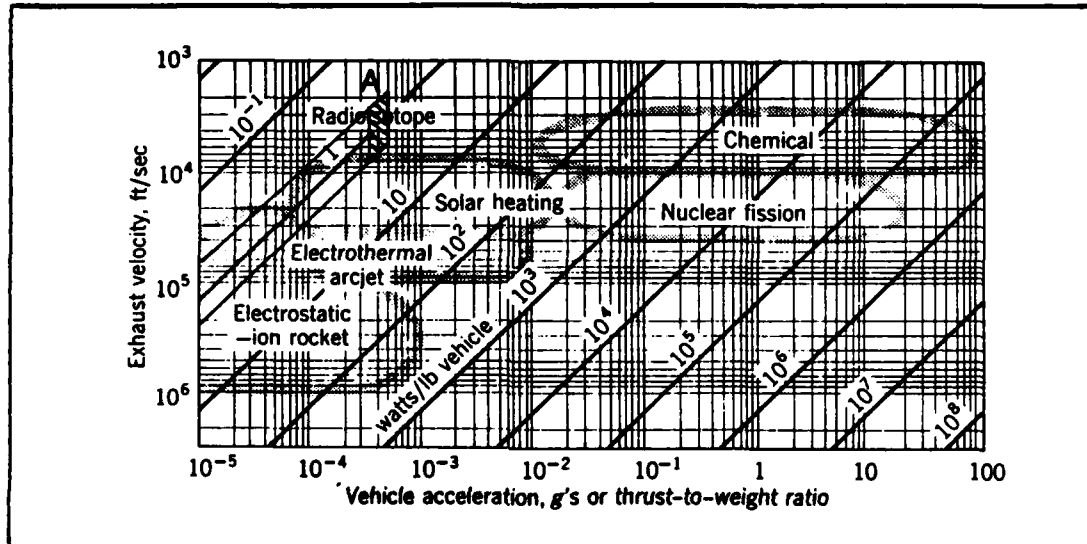 A
10³
10⁴
10⁵
10⁶
Exhaust velocity, ft/sec
10⁻¹
1
10
10²
10³
10⁴
10⁵
10⁶
10⁷
10⁸
watts/lb vehicle
Radioisotope
Chemical
Solar heating
Nuclear fission
Electrothermal
arcjet
Electrostatic
—ion rocket
10⁻⁵ 10⁻⁴ 10⁻³ 10⁻² 10⁻¹ 1 10 100
Vehicle acceleration, g's or thrust-to-weight ratio